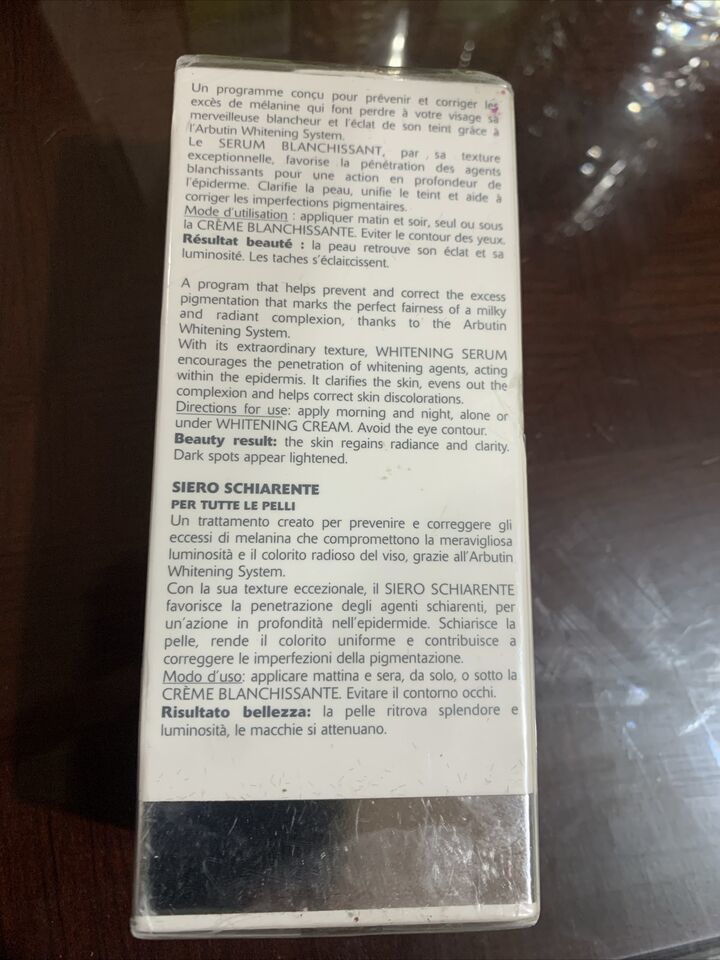 Un programme conçu pour prévenir et corriger les
excès de mélanine qui font perdre à votre visage sa
merveilleuse blancheur et l'éclat de son teint grâce à
l'Arbutin Whitening System.
Le SERUM BLANCHISSANT, par sa texture
exceptionnelle, favorise la pénétration des agents
blanchissants pour une action en profondeur de
l'épiderme. Clarifie la peau, unifie le teint et aide à
corriger les imperfections pigmentaires.
Mode d'utilisation : appliquer matin et soir, seul ou sous
la CRÈME BLANCHISSANTE. Eviter le contour des yeux.
Résultat beauté : la peau retrouve son éclat et sa
luminosité. Les taches s'éclaircissent.
A program that helps prevent and correct the excess
pigmentation that marks the perfect fairness of a milky
and radiant complexion, thanks to the Arbutin
Whitening System.
With its extraordinary texture, WHITENING SERUM
encourages the penetration of whitening agents, acting
within the epidermis. It clarifies the skin, evens out the
complexion and helps correct skin discolorations.
Directions for use: apply morning and night, alone or
under WHITENING CREAM. Avoid the eye contour.
Beauty result: the skin regains radiance and clarity.
Dark spots appear lightened.
SIERO SCHIARENTE
PER TUTTE LE PELLI
Un trattamento creato per prevenire e correggere gli
eccessi di melanina che compromettono la meravigliosa
luminosità e il colorito radioso del viso, grazie all'Arbutin
Whitening System.
Con la sua texture eccezionale, il SIERO SCHIARENTE
favorisce la penetrazione degli agenti schiarenti, per
un'azione in profondità nell'epidermide. Schiarisce la
pelle, rende il colorito uniforme e contribuisce a
correggere le imperfezioni della pigmentazione.
Modo d'uso: applicare mattina e sera, da solo, o sotto la
CRÈME BLANCHISSANTE. Evitare il contorno occhi.
Risultato bellezza: la pelle ritrova splendore e
luminosità, le macchie si attenuano.